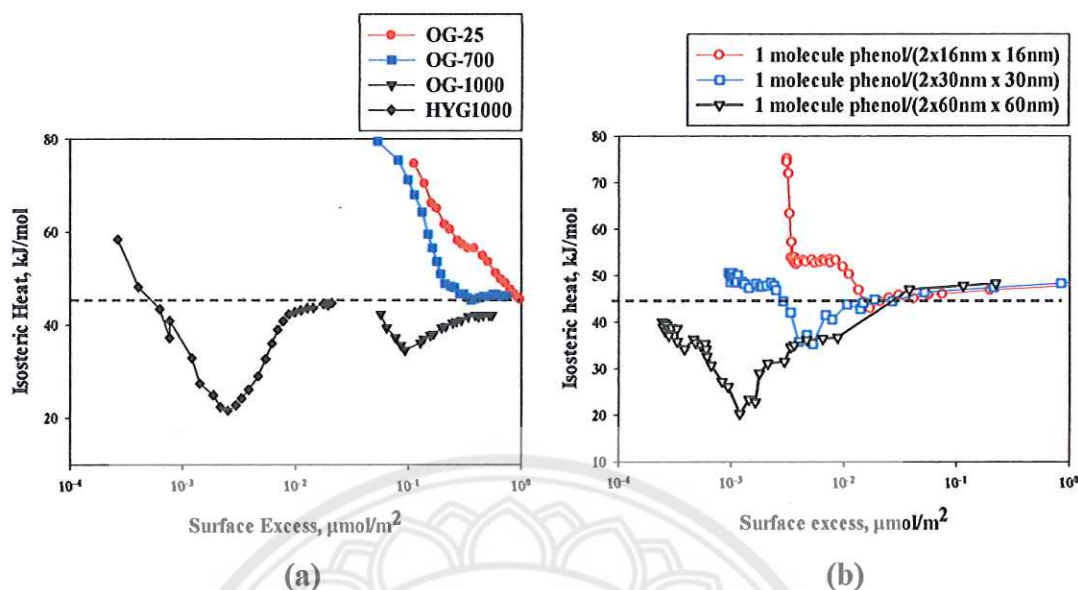 OG-25
OG-700
OG-1000
HYG1000
80
60
40
20
Isosteric Heat, kJ/mol
10⁻⁴
10⁻³
10⁻²
10⁻¹
10⁰
Surface Excess, µmol/m²
(a)
1 molecule phenol/(2x16nm x 16nm)
1 molecule phenol/(2x30nm x 30nm)
1 molecule phenol/(2x60nm x 60nm)
80
70
60
50
40
30
20
10
Isosteric heat, kJ/mol
10⁻⁴
10⁻³
10⁻²
10⁻¹
10⁰
Surface excess, µmol/m²
(b)